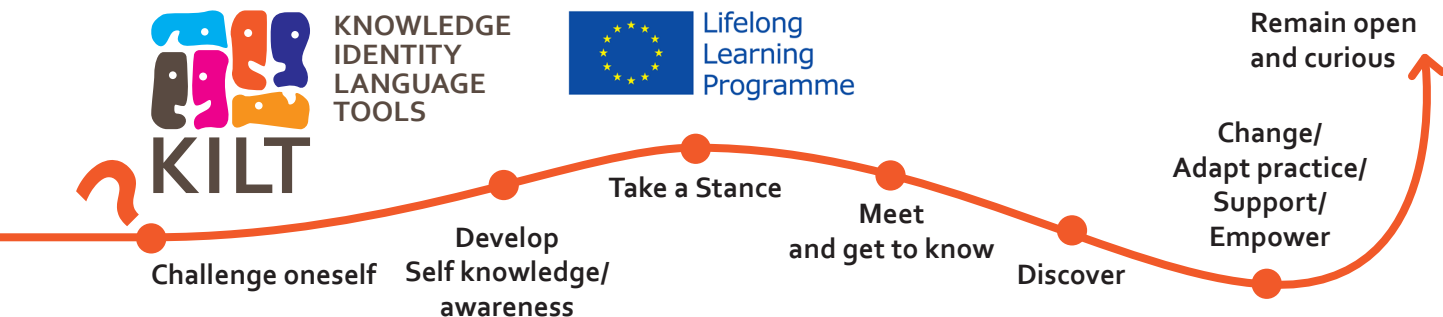 KILT
KNOWLEDGE
IDENTITY
LANGUAGE
TOOLS
Lifelong
Learning
Programme
?
Challenge oneself
Develop
Self knowledge/
awareness
Take a Stance
Meet
and get to know
Discover
Change/
Adapt practice/
Support/
Empower
Remain open
and curious